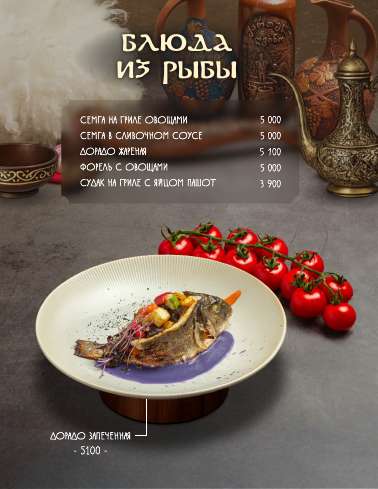 БЛЮДА
ИЗ РЫБЫ
СЕМГА НА ГРИЛЕ ОВОЩАМИ 5 000
СЕМГА В СЛИВОЧНОМ СОУСЕ 5 000
ДОРАДО ЖАРЕНАЯ 5 100
ФОРЕЛЬ С ОВОЩАМИ 5 000
СУДАК НА ГРИЛЕ С ЯЙЦОМ ПАШОТ 3 900
ДОРАДО ЗАПЕЧЕННАЯ
- 5100 -